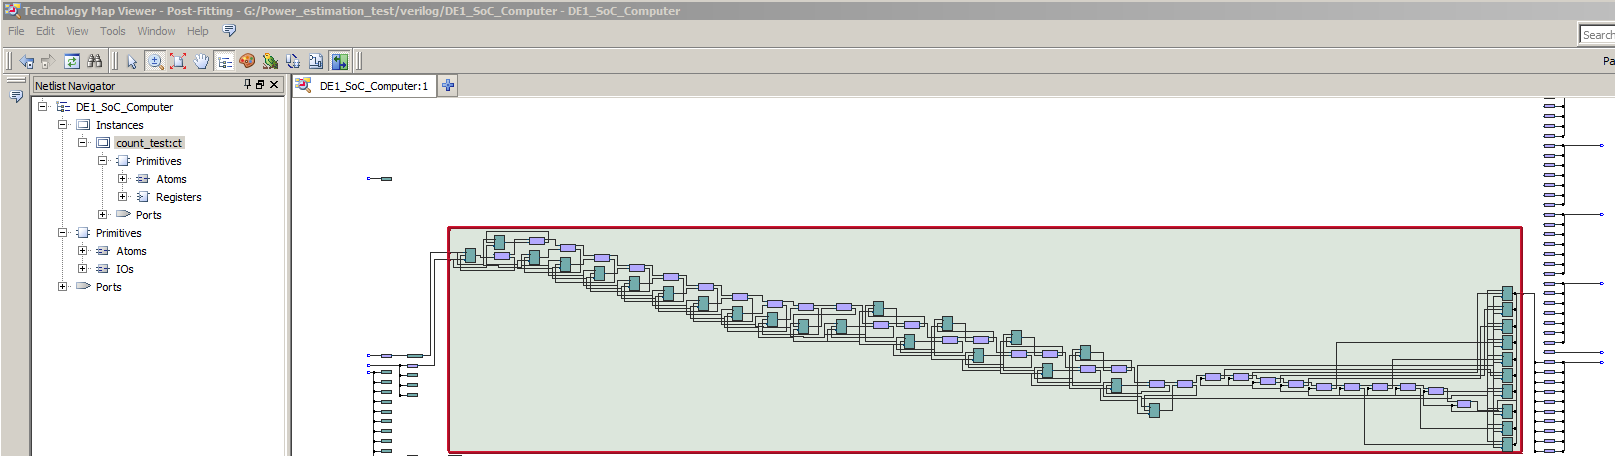 Technology Map Viewer - Post-Fitting - G:/Power_estimation_test/verilog/DE1_SoC_Computer - DE1_SoC_Computer
File Edit View Tools Window Help
Search
Pa
Netlist Navigator
DE1_SoC_Computer:1
DE1_SoC_Computer
Instances
count_test:ct
Primitives
Atoms
Registers
Ports
Primitives
Atoms
IOs
Ports